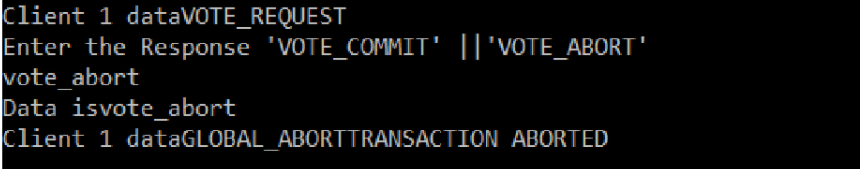 Client 1 dataVOTE_REQUEST
Enter the Response 'VOTE_COMMIT' ||'VOTE_ABORT'
vote_abort
Data isvote_abort
Client 1 dataGLOBAL_ABORTTRANSACTION ABORTED